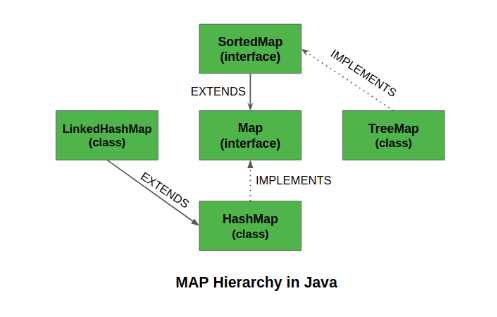 SortedMap
(interface)
IMPLEMENTS
EXTENDS
LinkedHashMap
(class)
Map
(interface)
TreeMap
(class)
EXTENDS
IMPLEMENTS
HashMap
(class)
MAP Hierarchy in Java